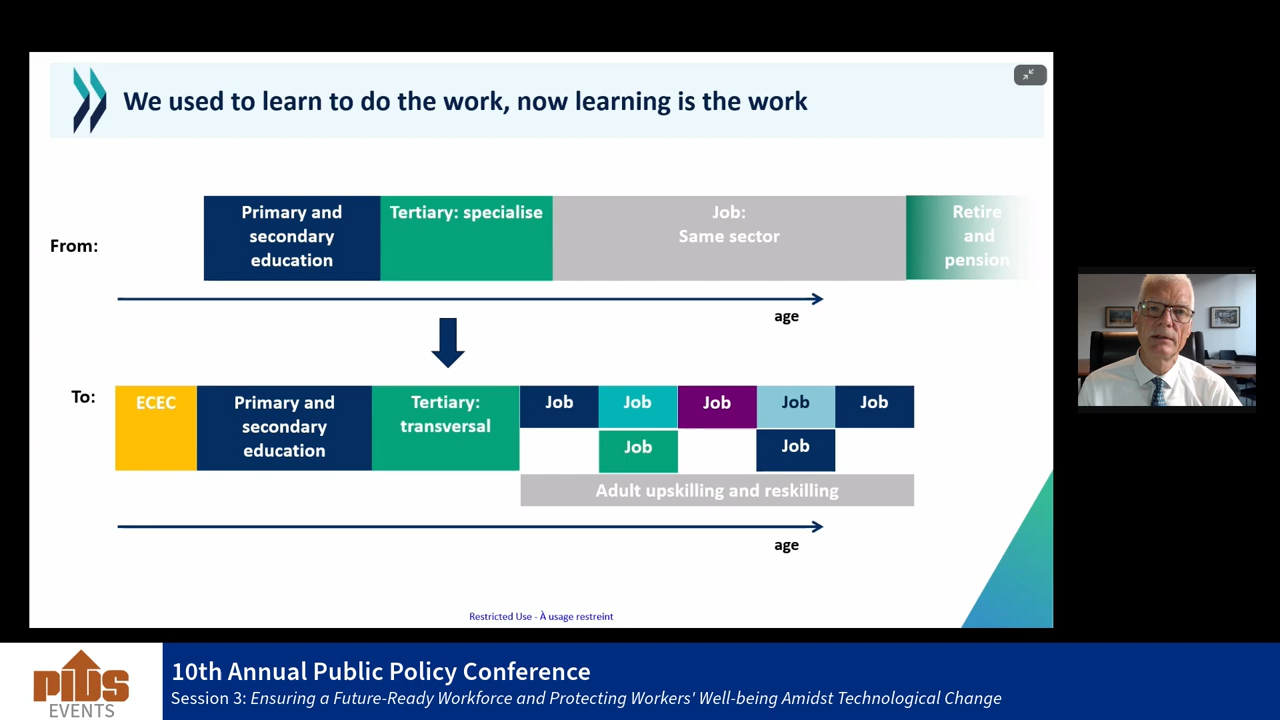 We used to learn to do the work, now learning is the work
From:
Primary and
secondary
education
Tertiary: specialise
Job:
Same sector
Retire
and
pension
age
To:
ECEC
Primary and
secondary
education
Tertiary:
transversal
Job
Job
Job
Job
Job
Job
Job
Adult upskilling and reskilling
age
Restricted Use - À usage restreint
PIDS
EVENTS
10th Annual Public Policy Conference
Session 3: Ensuring a Future-Ready Workforce and Protecting Workers' Well-being Amidst Technological Change